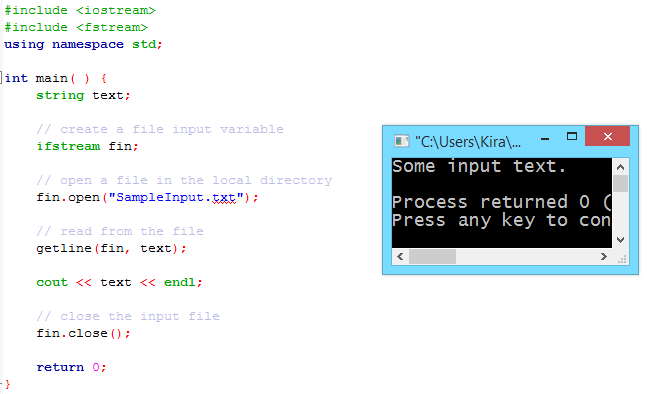 #include <iostream>
#include <fstream>
using namespace std;
int main( ) {
string text;
// create a file input variable
ifstream fin;
// open a file in the local directory
fin.open("SampleInput.txt");
// read from the file
getline(fin, text);
cout << text << endl;
// close the input file
fin.close();
return 0;
}
"C:\Users\Kira\...
Some input text.
Process returned 0 (
Press any key to con